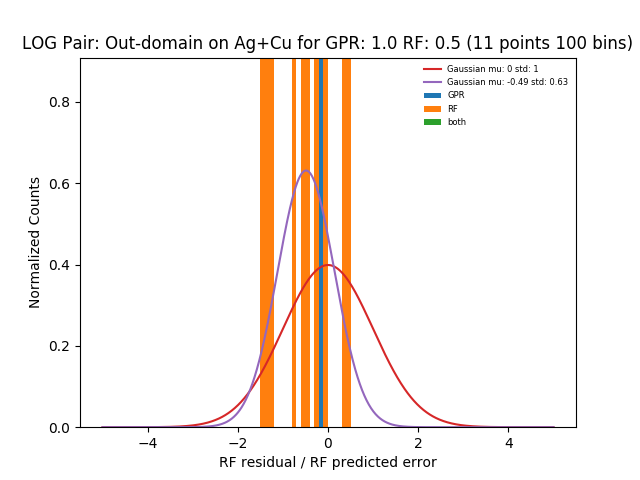 LOG Pair: Out-domain on Ag+Cu for GPR: 1.0 RF: 0.5 (11 points 100 bins)
Gaussian mu: 0 std: 1
Gaussian mu: -0.49 std: 0.63
GPR
RF
both
Normalized Counts
0.8
0.6
0.4
0.2
0.0
−4 −2 0 2 4
RF residual / RF predicted error